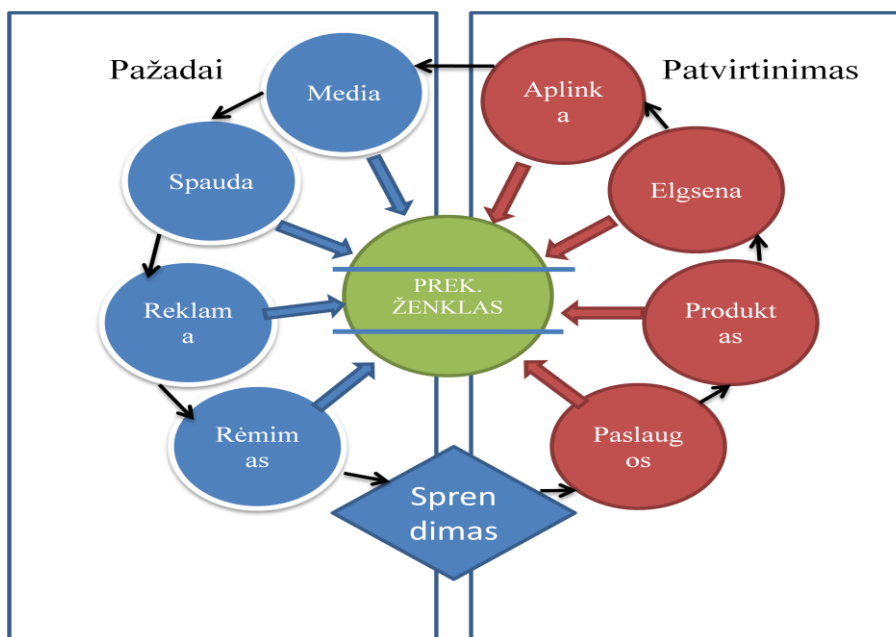 Pažadai
Patvirtinimas
Media
Aplink
a
Spauda
Elgsena
PREK.
ŽENKLAS
Reklam
a
Produkt
as
Rėmim
as
Paslaug
os
Spren
dimas